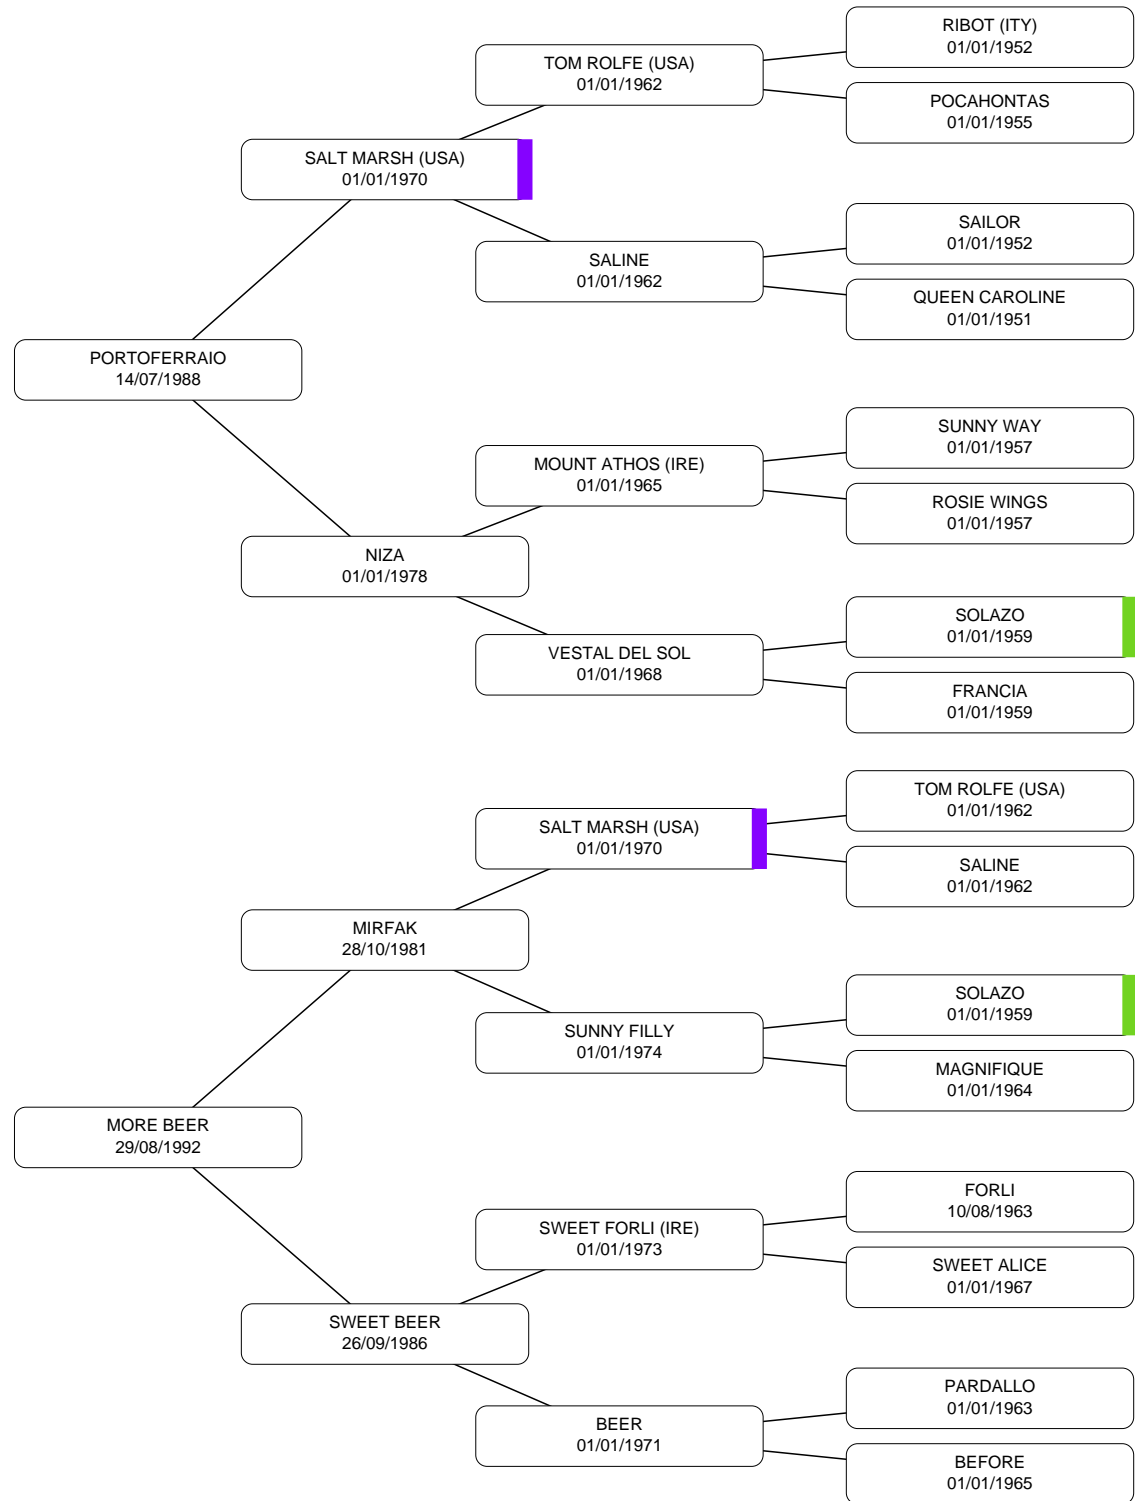 RIBOT (ITY)
01/01/1952
TOM ROLFE (USA)
01/01/1962
POCAHONTAS
01/01/1955
SALT MARSH (USA)
01/01/1970
SAILOR
01/01/1952
SALINE
01/01/1962
QUEEN CAROLINE
01/01/1951
PORTOFERRAIO
14/07/1988
SUNNY WAY
01/01/1957
MOUNT ATHOS (IRE)
01/01/1965
ROSIE WINGS
01/01/1957
NIZA
01/01/1978
SOLAZO
01/01/1959
VESTAL DEL SOL
01/01/1968
FRANCIA
01/01/1959
TOM ROLFE (USA)
01/01/1962
SALT MARSH (USA)
01/01/1970
SALINE
01/01/1962
MIRFAK
28/10/1981
SOLAZO
01/01/1959
SUNNY FILLY
01/01/1974
MAGNIFIQUE
01/01/1964
MORE BEER
29/08/1992
FORLI
10/08/1963
SWEET FORLI (IRE)
01/01/1973
SWEET ALICE
01/01/1967
SWEET BEER
26/09/1986
PARDALLO
01/01/1963
BEER
01/01/1971
BEFORE
01/01/1965